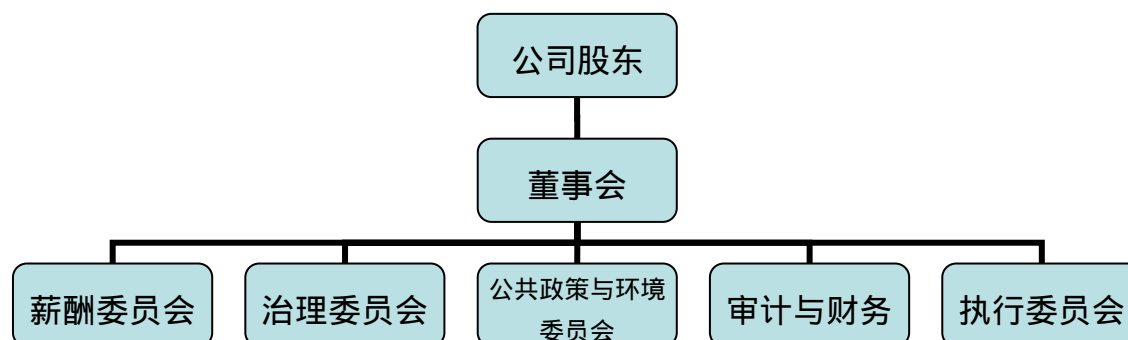 公司股东
董事会
薪酬委员会
治理委员会
公共政策与环境
委员会
审计与财务
执行委员会